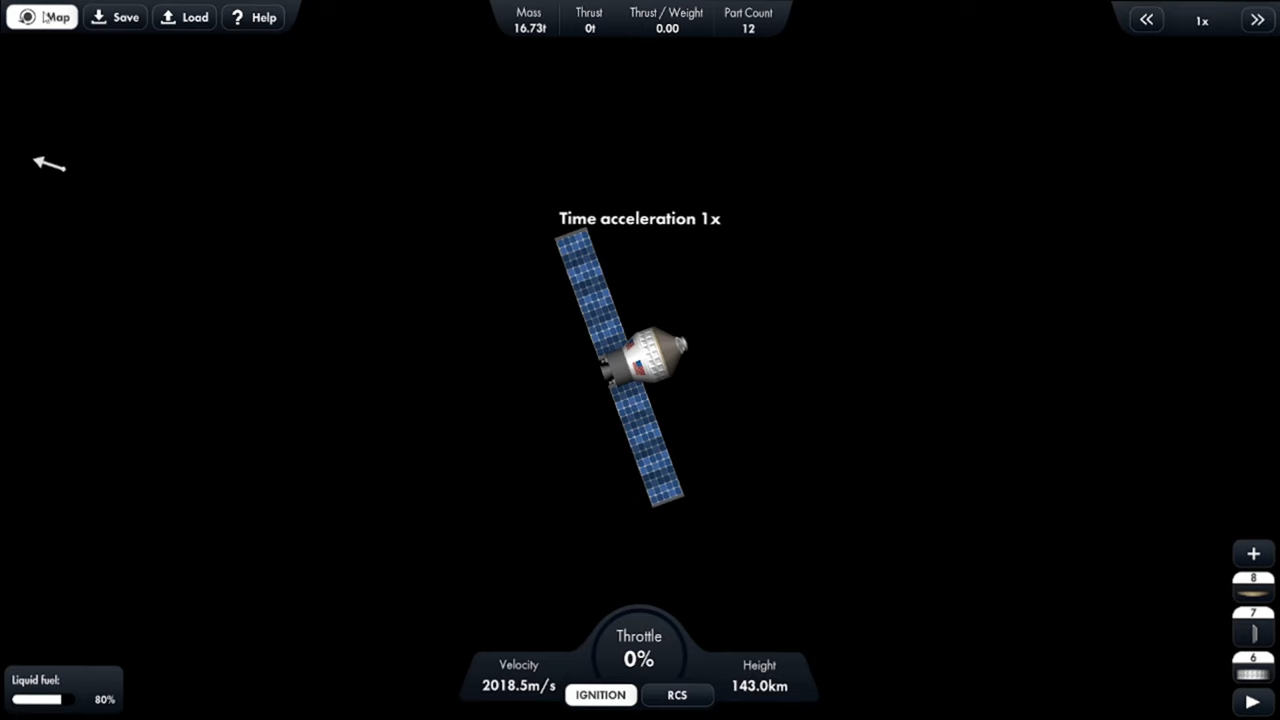 Map
Save
Load
? Help
Mass
16.73t
Thrust
0t
Thrust / Weight
0.00
Part Count
12
1x
Time acceleration 1x
8
7
6
Throttle
0%
Velocity
2018.5m/s
Height
143.0km
IGNITION
RCS
Liquid fuel:
80%